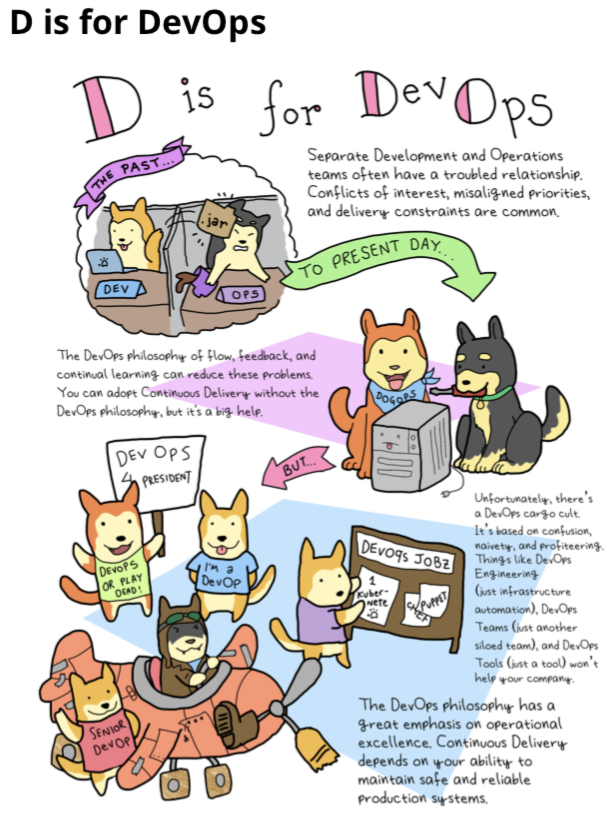 D is for DevOps
D is for DevOps
THE PAST...
Separate Development and Operations
teams often have a troubled relationship.
Conflicts of interest, misaligned priorities,
and delivery constraints are common.
.jar
DEV
OPS
TO PRESENT DAY...
The DevOps philosophy of flow, feedback, and
continual learning can reduce these problems.
You can adopt Continuous Delivery without the
DevOps philosophy, but it's a big help.
DOGOPS
BUT...
DEV OPS
4 PRESIDENT
DEVOPS
OR PLAY
DEAD!
I'M a
DevOp
DEVOqs JOBZ
1
Kuber-
NETE
CHEF
PUPPET
Unfortunately, there's
a DevOps cargo cult.
It's based on confusion,
naivety, and profiteering.
Things like DevOps
Engineering
(just infrastructure
automation), DevOps
Teams (just another
siloed team), and DevOps
Tools (just a tool) won't
help your company.
SENIOR
DevOP
The DevOps philosophy has a
great emphasis on operational
excellence. Continuous Delivery
depends on your ability to
maintain safe and reliable
production systems.